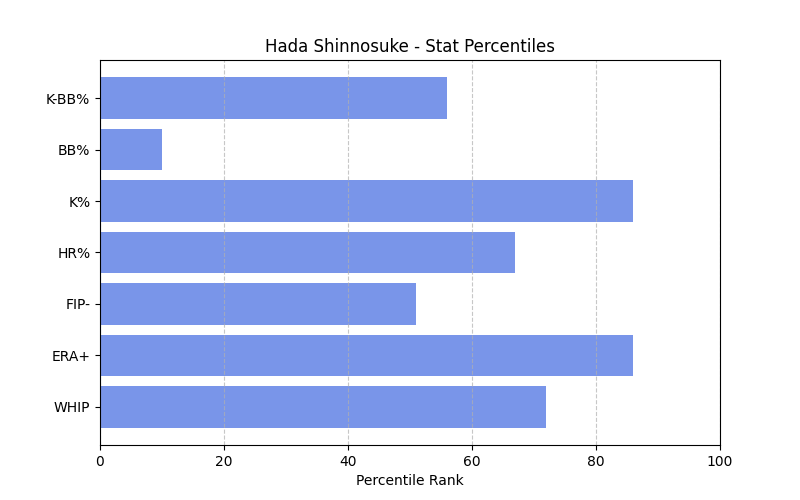 Hada Shinnosuke - Stat Percentiles
K-BB%
BB%
K%
HR%
FIP-
ERA+
WHIP
0 20 40 60 80 100
Percentile Rank